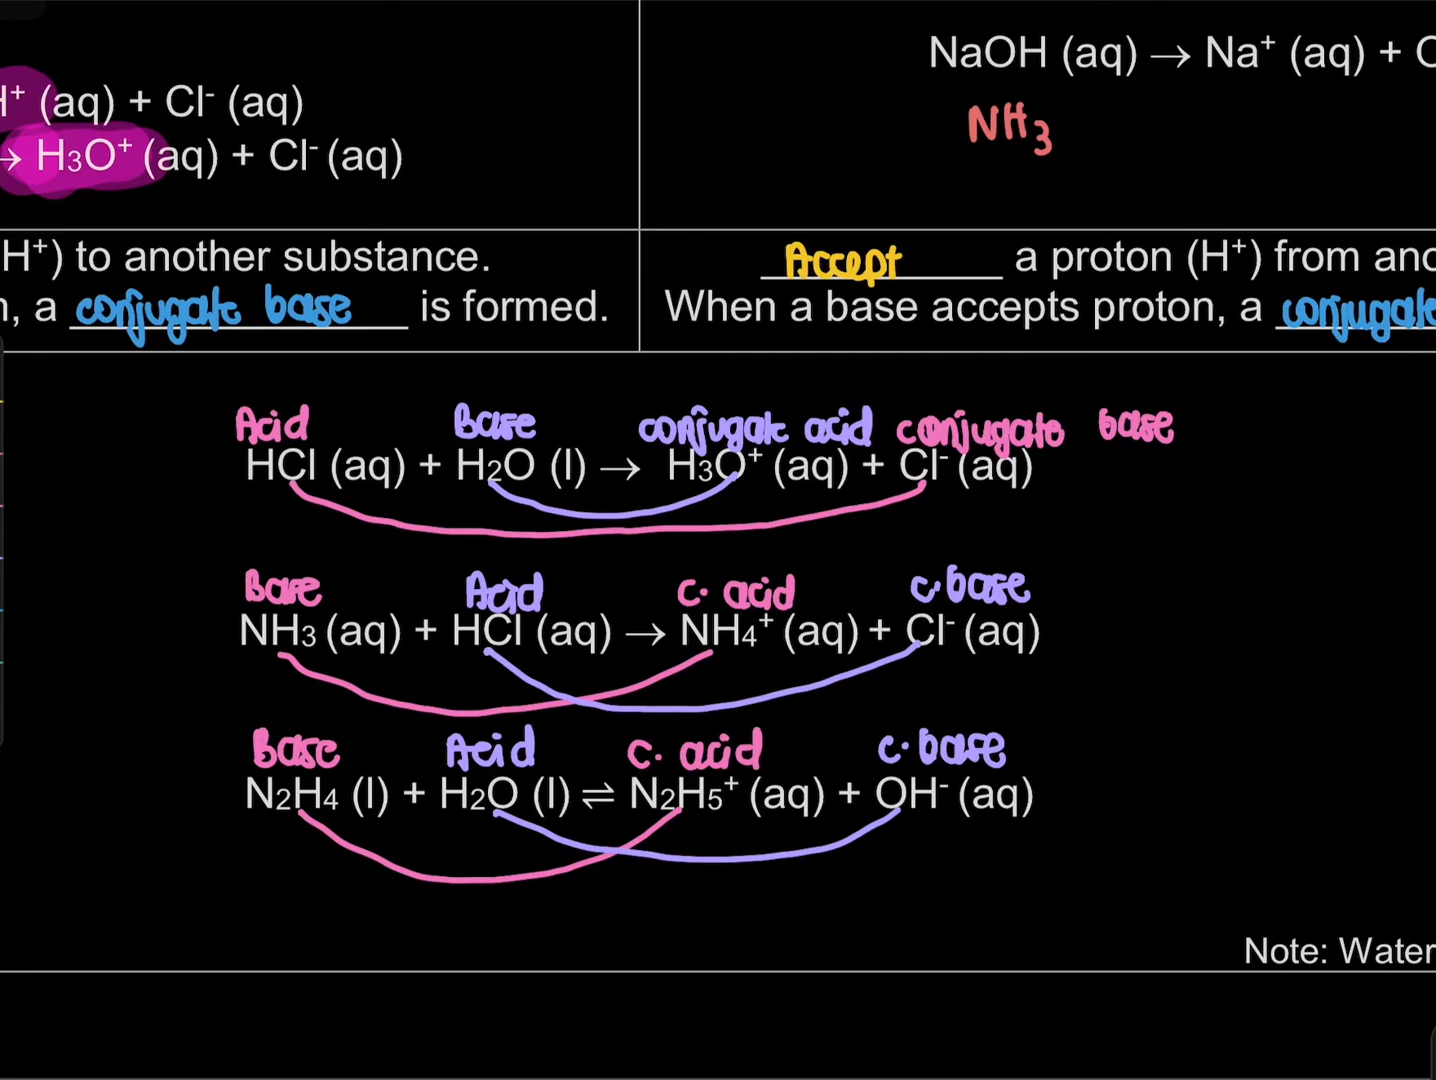 H⁺ (aq) + Cl⁻ (aq)
→ H₃O⁺ (aq) + Cl⁻ (aq)
NaOH (aq) → Na⁺ (aq) +
NH₃
(H⁺) to another substance.
a conjugate base is formed.
Accept a proton (H⁺) from
When a base accepts proton, a conjugate
Acid Base conjugate acid conjugate base
HCl (aq) + H₂O (l) → H₃O⁺ (aq) + Cl⁻ (aq)
Base Acid c. acid c. base
NH₃ (aq) + HCl (aq) → NH₄⁺ (aq) + Cl⁻ (aq)
Base Acid c. acid c. base
N₂H₄ (l) + H₂O (l) ⇌ N₂H₅⁺ (aq) + OH⁻ (aq)
Note: Water